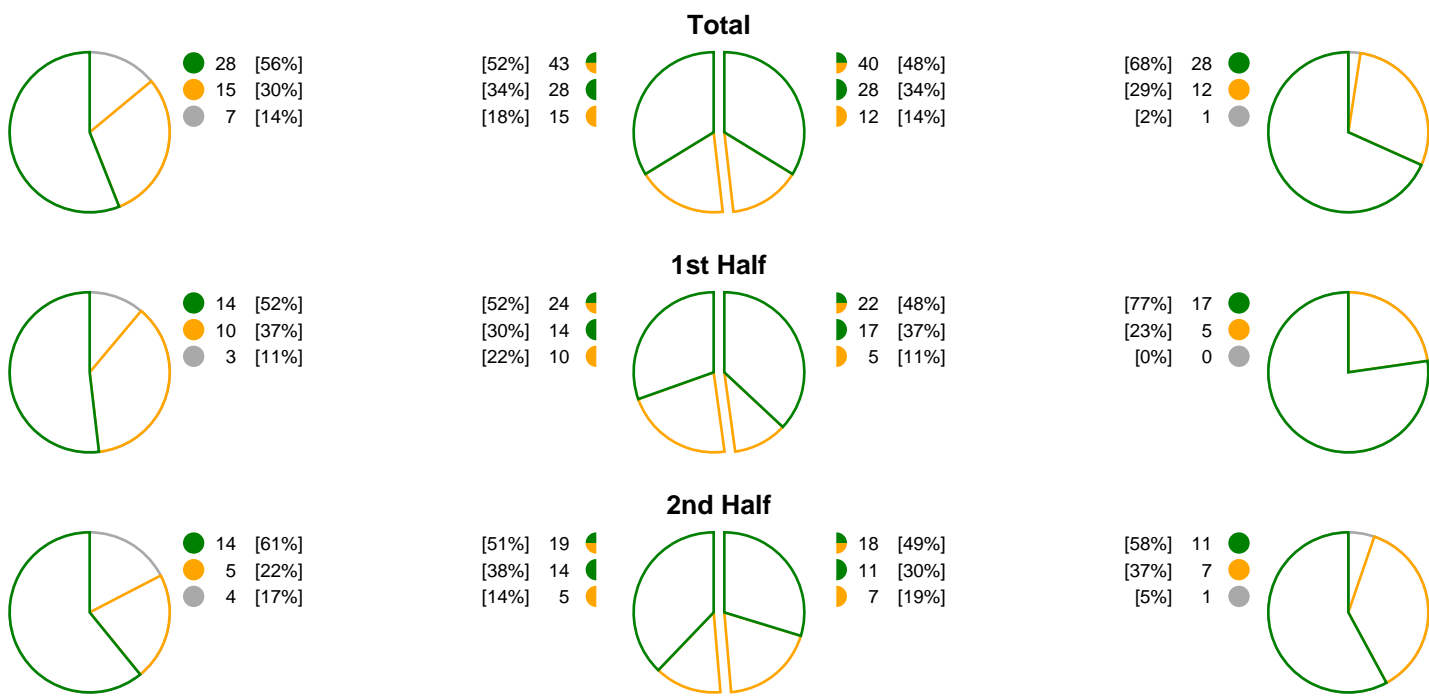 Total
28 [56%] [52%] 43 40 [48%] [68%] 28
15 [30%] [34%] 28 28 [34%] [29%] 12
7 [14%] [18%] 15 12 [14%] [2%] 1
1st Half
14 [52%] [52%] 24 22 [48%] [77%] 17
10 [37%] [30%] 14 17 [37%] [23%] 5
3 [11%] [22%] 10 5 [11%] [0%] 0
2nd Half
14 [61%] [51%] 19 18 [49%] [58%] 11
5 [22%] [38%] 14 11 [30%] [37%] 7
4 [17%] [14%] 5 7 [19%] [5%] 1